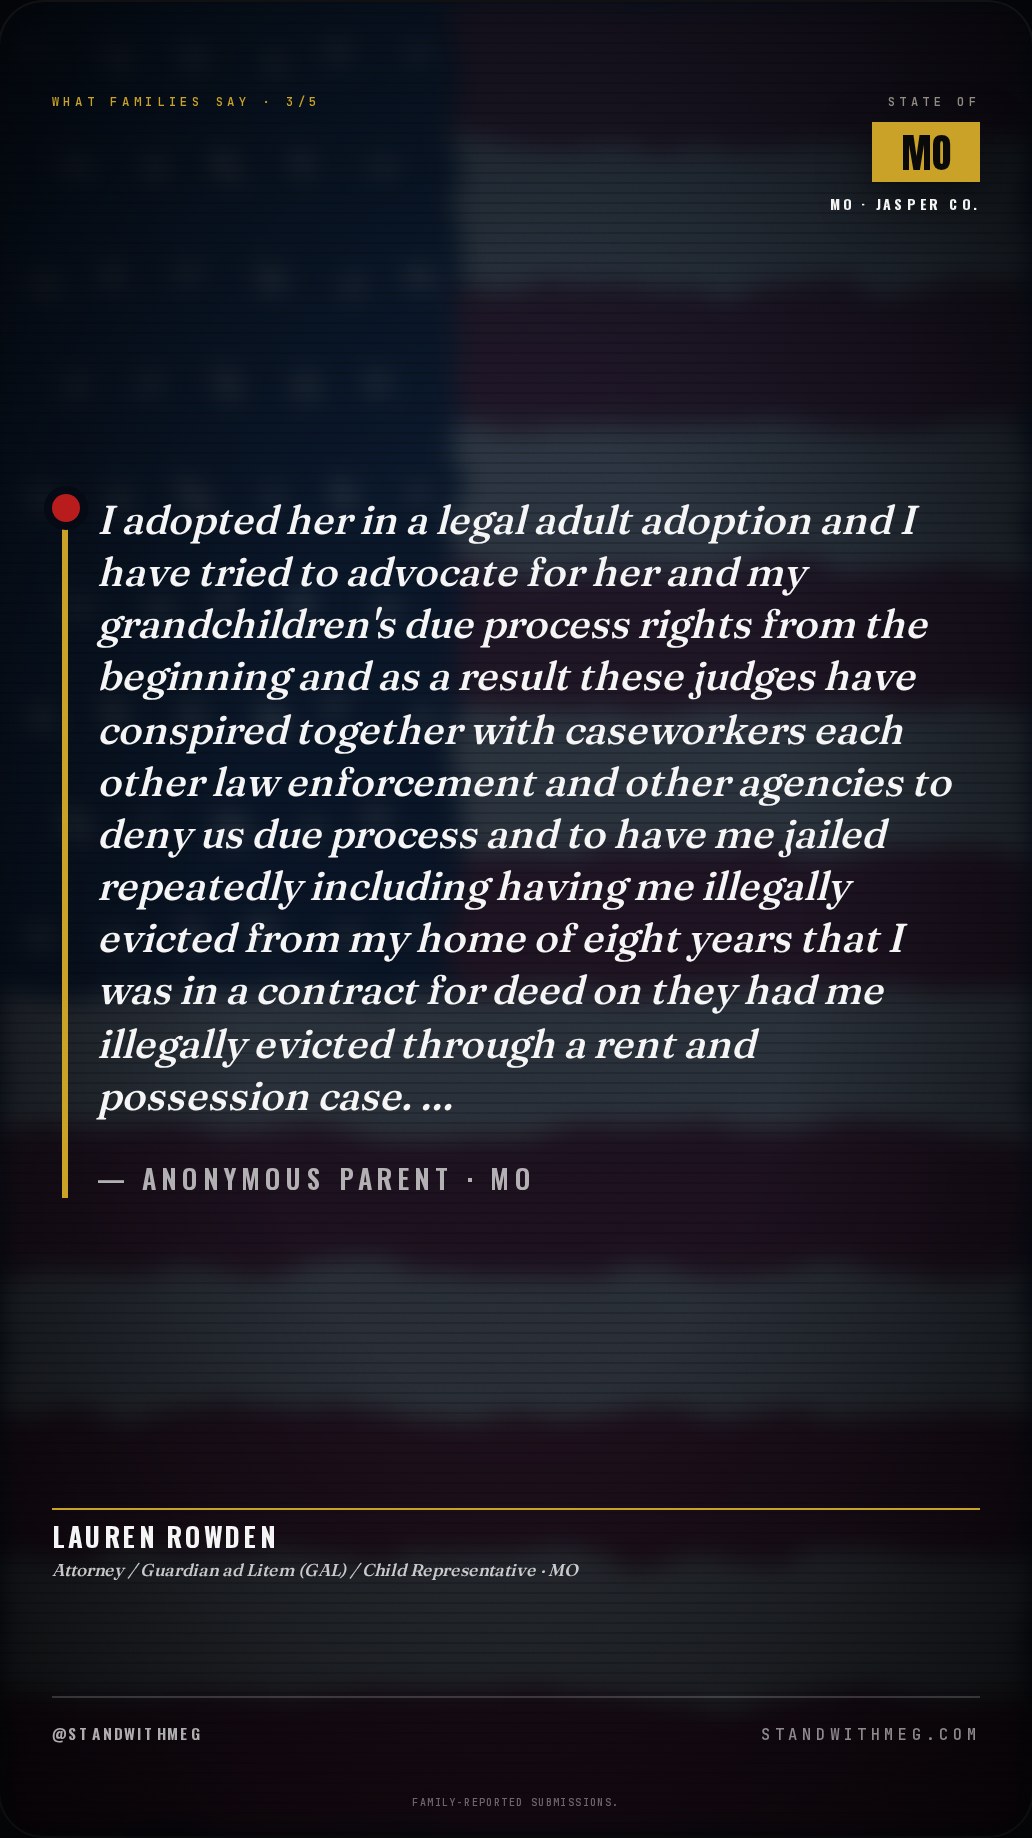 WHAT FAMILIES SAY · 3/5
STATE OF
MO
MO · JASPER CO.
I adopted her in a legal adult adoption and I
have tried to advocate for her and my
grandchildren's due process rights from the
beginning and as a result these judges have
conspired together with caseworkers each
other law enforcement and other agencies to
deny us due process and to have me jailed
repeatedly including having me illegally
evicted from my home of eight years that I
was in a contract for deed on they had me
illegally evicted through a rent and
possession case. ...
— ANONYMOUS PARENT · MO
LAUREN ROWDEN
Attorney / Guardian ad Litem (GAL) / Child Representative · MO
@STANDWITHMEG
STANDWITHMEG.COM
FAMILY-REPORTED SUBMISSIONS.